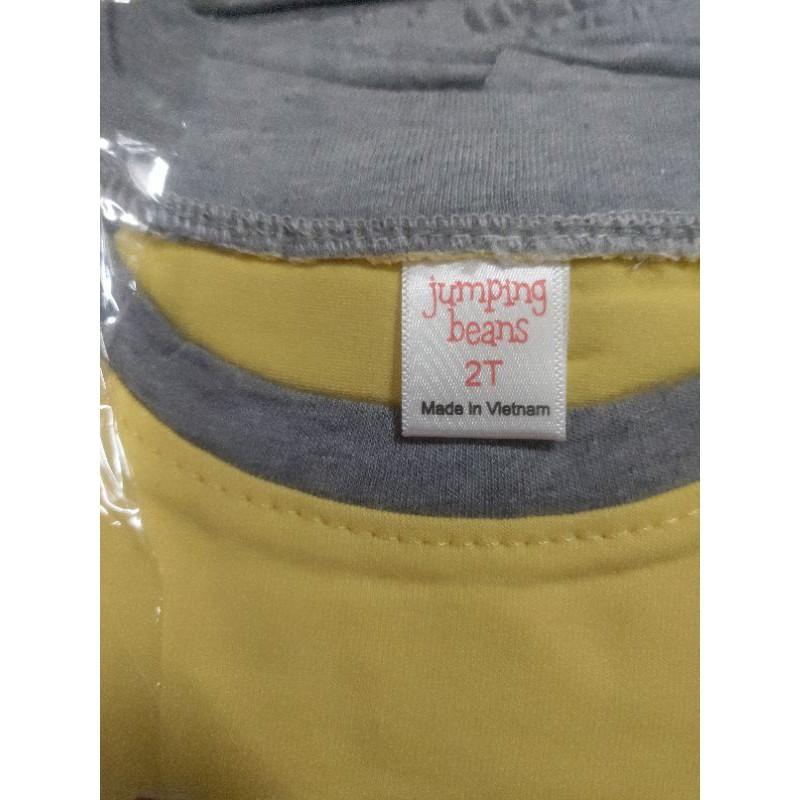 jumping
beans
2T
Made in Vietnam